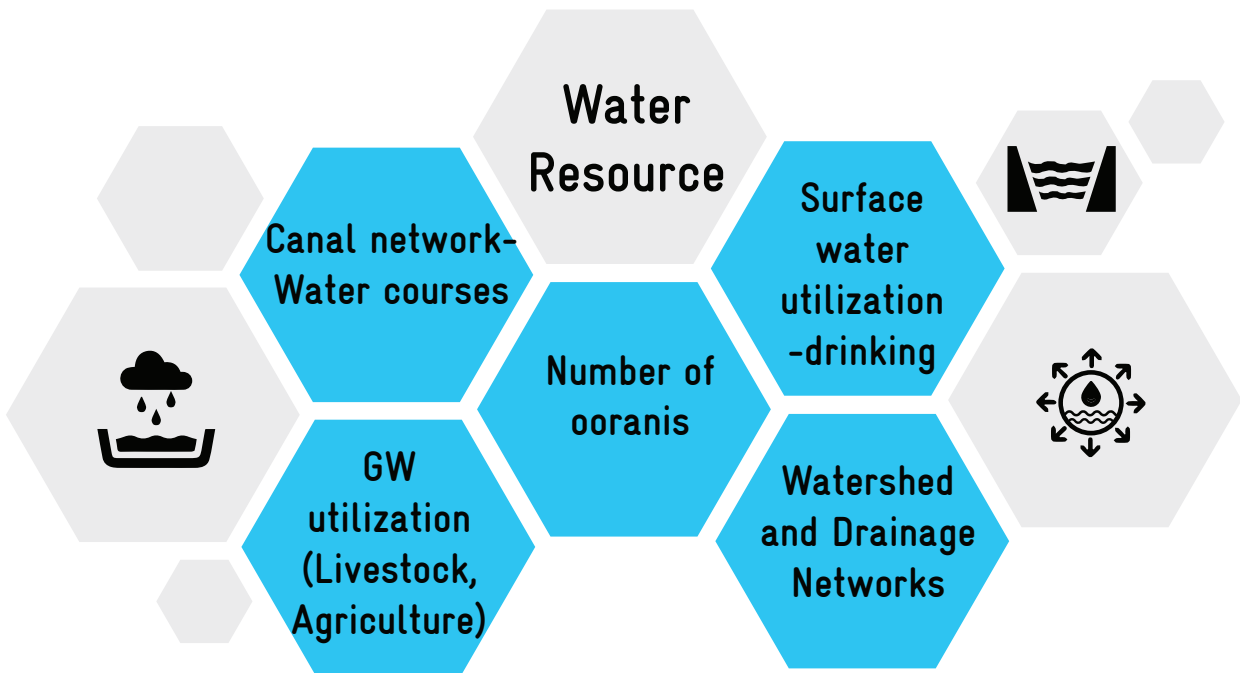 Water
Resource
Canal network-
Water courses
Surface
water
utilization
-drinking
Number of
ooranis
GW
utilization
(Livestock,
Agriculture)
Watershed
and Drainage
Networks